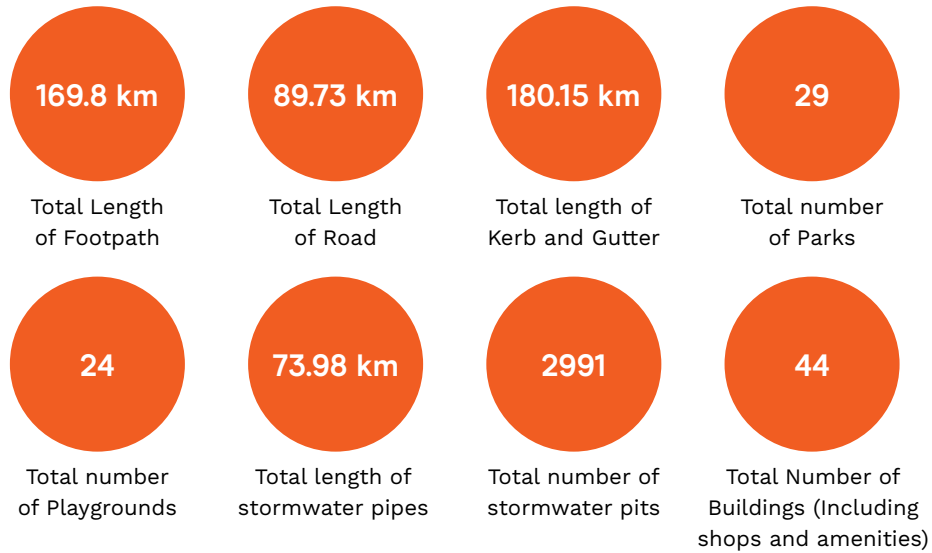 169.8 km
Total Length
of Footpath
89.73 km
Total Length
of Road
180.15 km
Total length of
Kerb and Gutter
29
Total number
of Parks
24
Total number
of Playgrounds
73.98 km
Total length of
stormwater pipes
2991
Total number of
stormwater pits
44
Total Number of
Buildings (Including
shops and amenities)